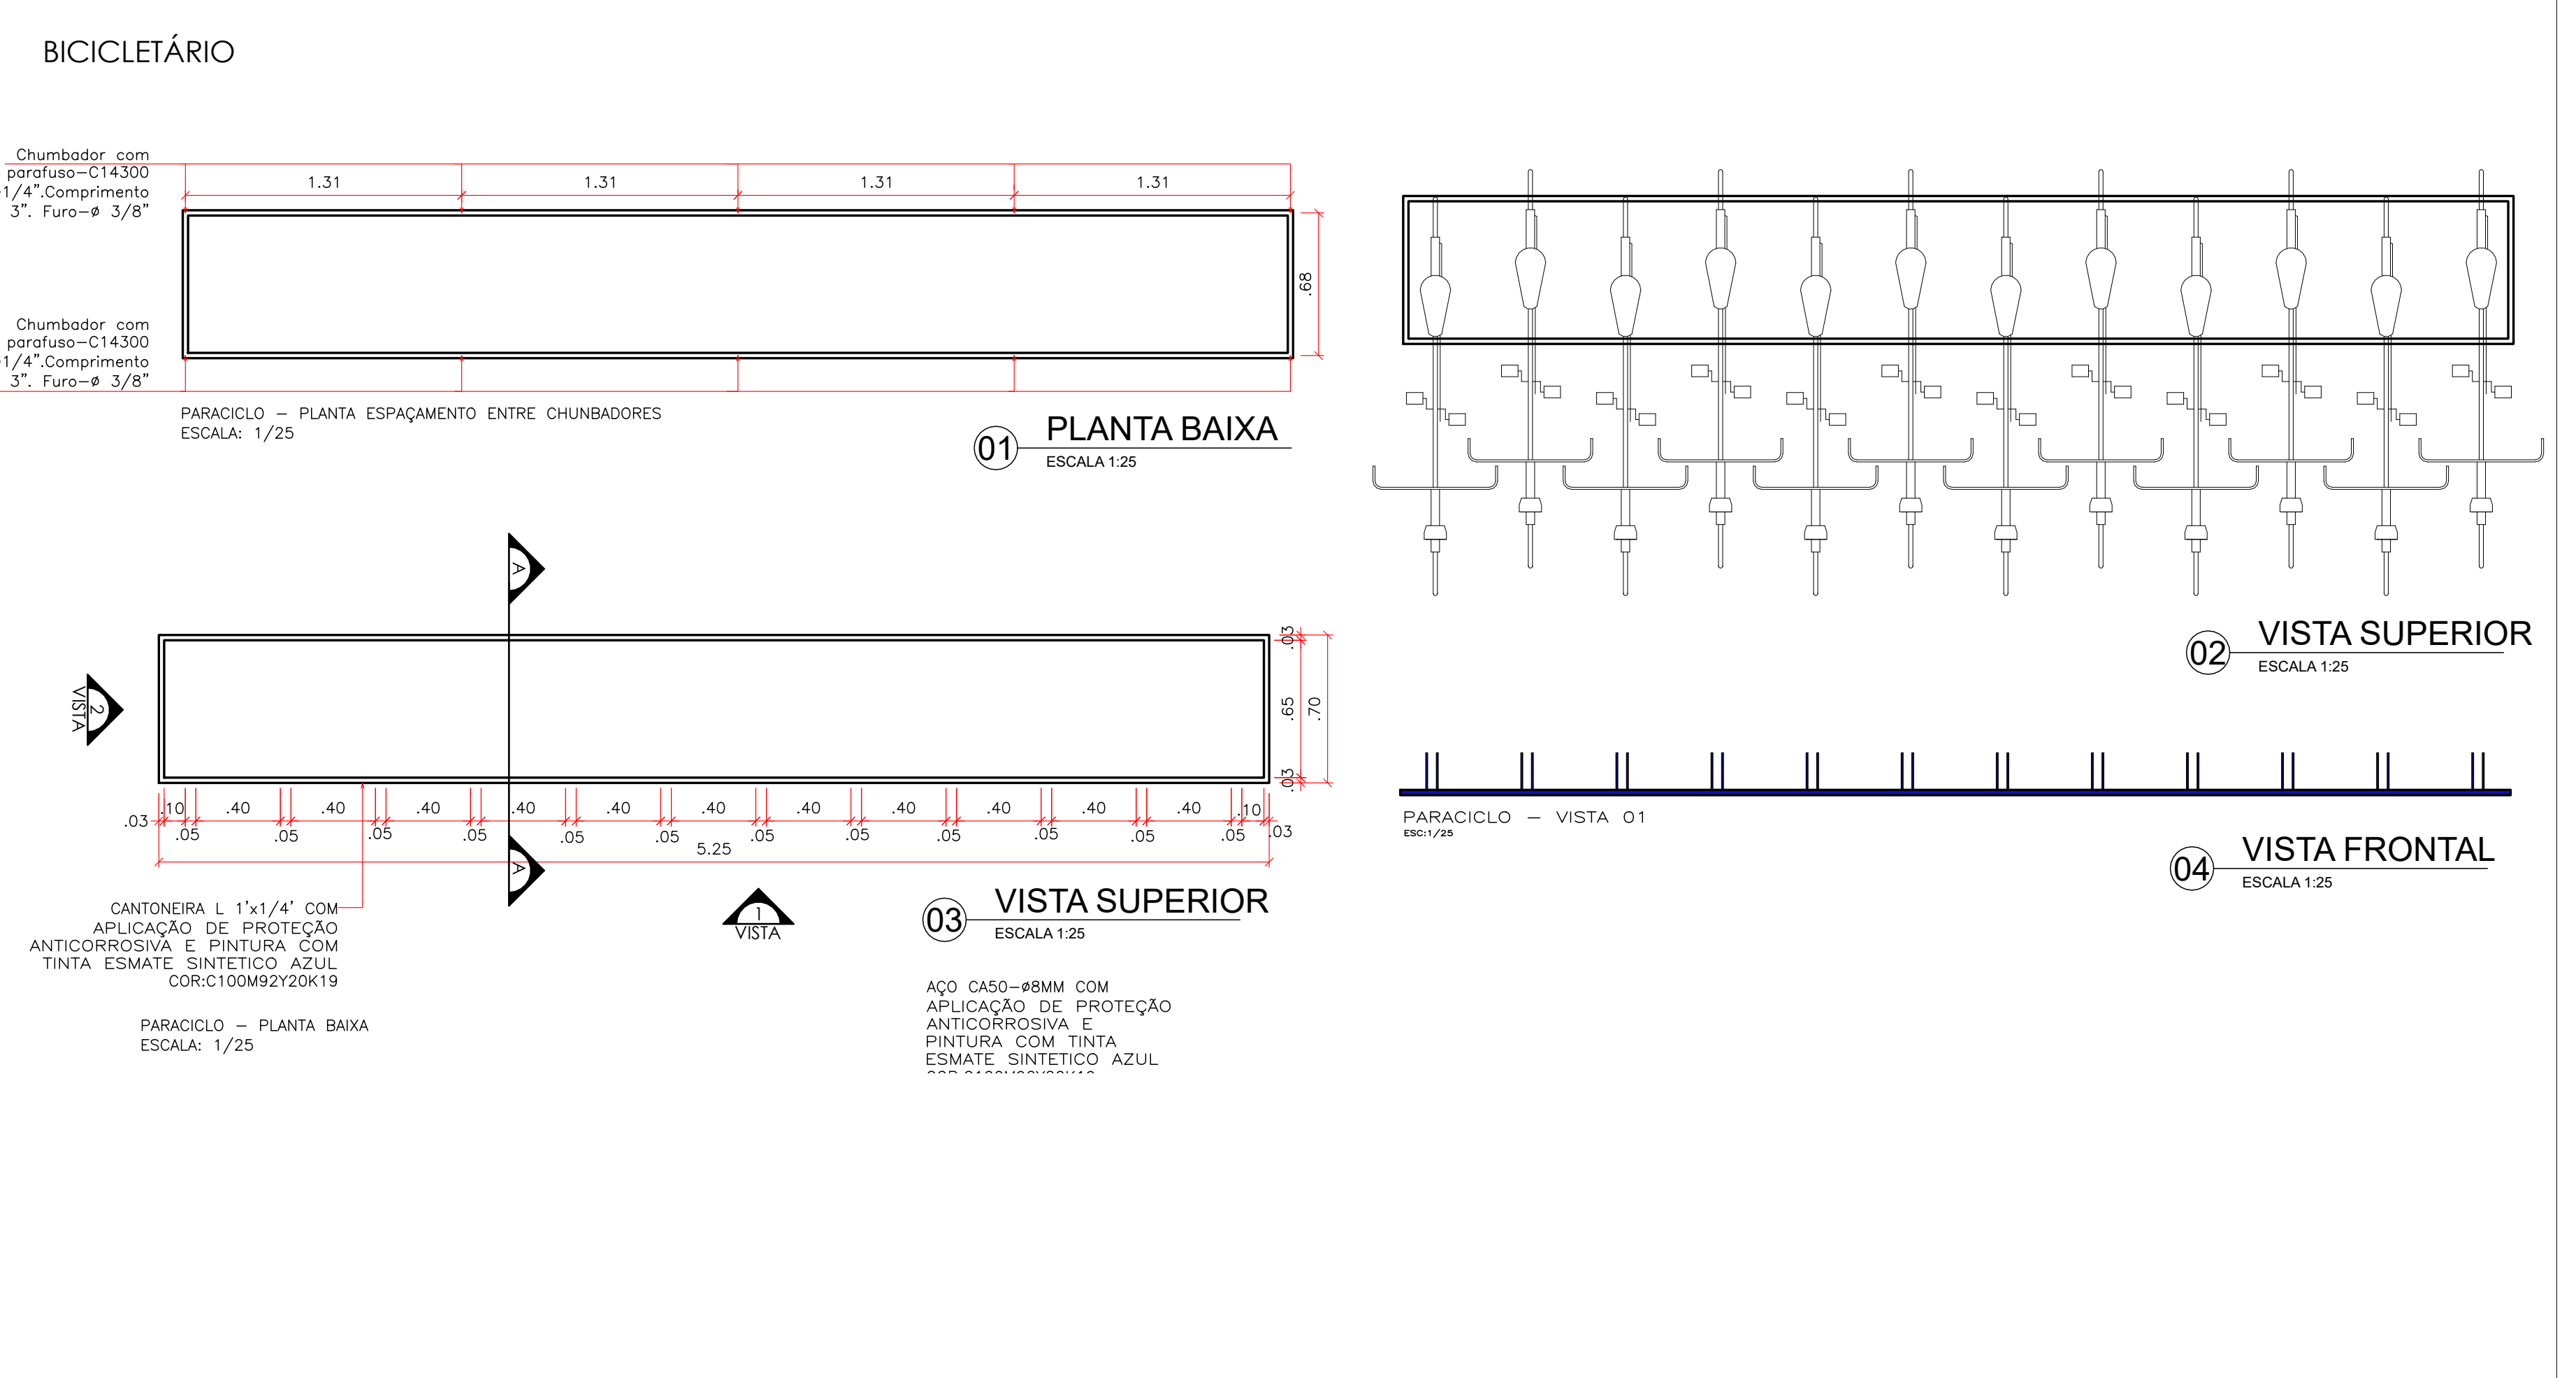 BICICLETÁRIO
Chumbador com
parafuso-C14300
1/4".Comprimento
3". Furo-ø 3/8"
1.31
1.31
1.31
1.31
.68
Chumbador com
parafuso-C14300
1/4".Comprimento
3". Furo-ø 3/8"
PARACICLO - PLANTA ESPAÇAMENTO ENTRE CHUNBADORES
ESCALA: 1/25
01
PLANTA BAIXA
ESCALA 1:25
02
VISTA SUPERIOR
ESCALA 1:25
A
2
VISTA
.03
.65
.70
.03
.03
.10
.05
.40
.05
.40
.05
.40
.05
.40
.05
.40
.05
.40
.05
.40
.05
.40
.05
.40
.05
.40
.05
.10
.03
5.25
A
1
VISTA
CANTONEIRA L 1'x1/4' COM
APLICAÇÃO DE PROTEÇÃO
ANTICORROSIVA E PINTURA COM
TINTA ESMATE SINTETICO AZUL
COR:C100M92Y20K19
PARACICLO - PLANTA BAIXA
ESCALA: 1/25
03
VISTA SUPERIOR
ESCALA 1:25
AÇO CA50-ø8MM COM
APLICAÇÃO DE PROTEÇÃO
ANTICORROSIVA E
PINTURA COM TINTA
ESMATE SINTETICO AZUL
PARACICLO - VISTA 01
ESC:1/25
04
VISTA FRONTAL
ESCALA 1:25